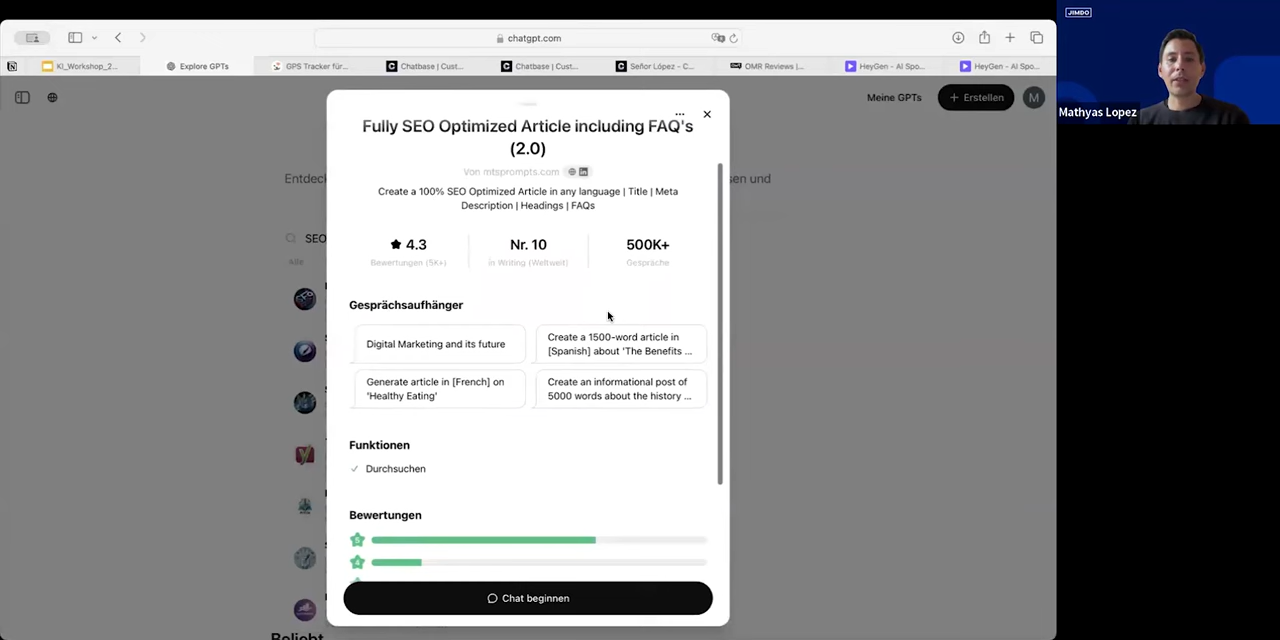 chatgpt.com
KI_Workshop_2...
Explore GPTs
GPS Tracker für...
Chatbase | Cust...
Chatbase | Cust...
Señor López - C...
OMR Reviews |...
HeyGen - AI Spo...
HeyGen - AI Spo...
JIMDO
Mathyas Lopez
Meine GPTs
+ Erstellen
M
Entdeck
sen und
SEO
Alle
Fully SEO Optimized Article including FAQ's
(2.0)
Von mtsprompts.com
Create a 100% SEO Optimized Article in any language | Title | Meta
Description | Headings | FAQs
4.3
Bewertungen (5K+)
Nr. 10
in Writing (Weltweit)
500K+
Gespräche
Gesprächsaufhänger
Digital Marketing and its future
Create a 1500-word article in
[Spanish] about 'The Benefits ...
Generate article in [French] on
'Healthy Eating'
Create an informational post of
5000 words about the history ...
Funktionen
Durchsuchen
Bewertungen
5
4
Chat beginnen
Beliebt